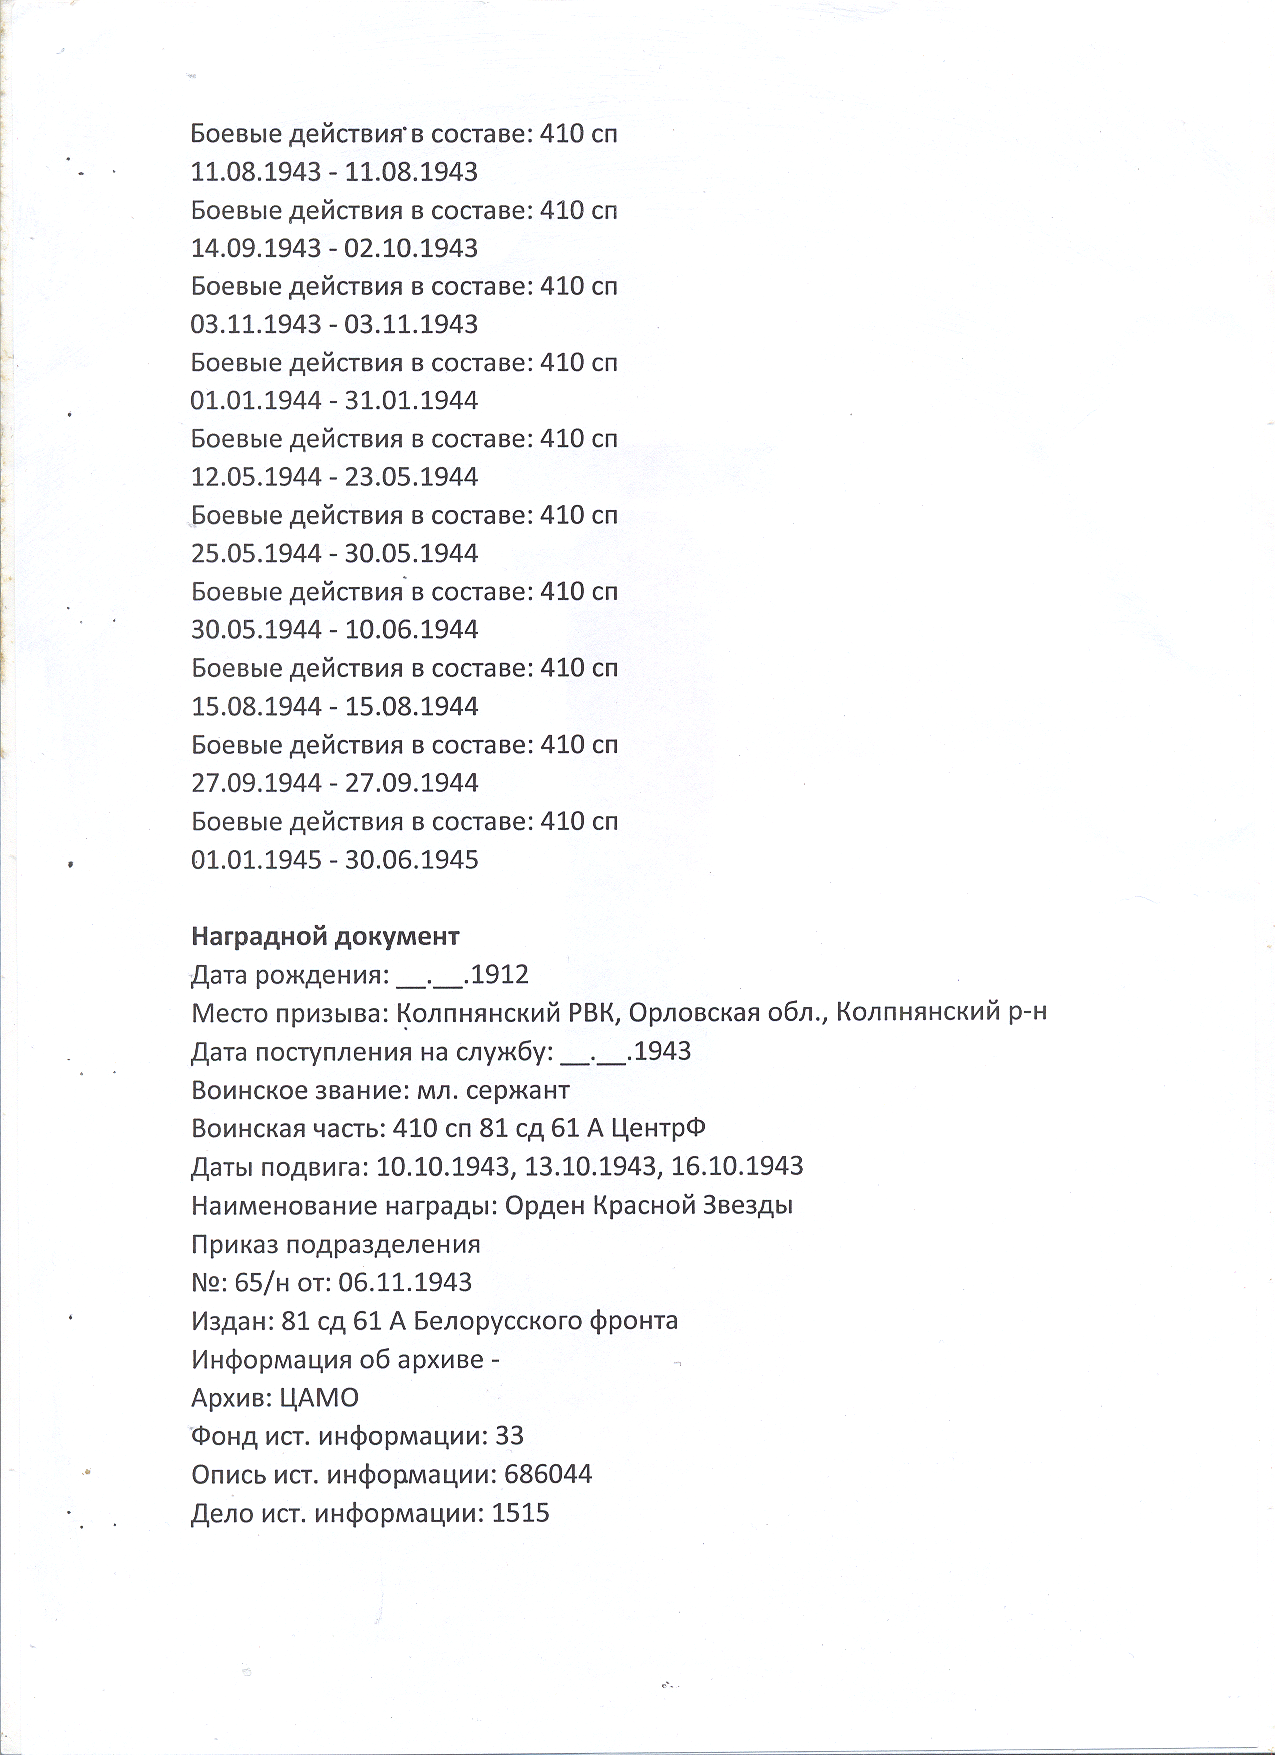 Боевые действия в составе: 410 сп
11.08.1943 - 11.08.1943
Боевые действия в составе: 410 сп
14.09.1943 - 02.10.1943
Боевые действия в составе: 410 сп
03.11.1943 - 03.11.1943
Боевые действия в составе: 410 сп
01.01.1944 - 31.01.1944
Боевые действия в составе: 410 сп
12.05.1944 - 23.05.1944
Боевые действия в составе: 410 сп
25.05.1944 - 30.05.1944
Боевые действия в составе: 410 сп
30.05.1944 - 10.06.1944
Боевые действия в составе: 410 сп
15.08.1944 - 15.08.1944
Боевые действия в составе: 410 сп
27.09.1944 - 27.09.1944
Боевые действия в составе: 410 сп
01.01.1945 - 30.06.1945
Наградной документ
Дата рождения: __.__.1912
Место призыва: Колпнянский РВК, Орловская обл., Колпнянский р-н
Дата поступления на службу: __.__.1943
Воинское звание: мл. сержант
Воинская часть: 410 сп 81 сд 61 А ЦентрФ
Даты подвига: 10.10.1943, 13.10.1943, 16.10.1943
Наименование награды: Орден Красной Звезды
Приказ подразделения
№: 65/н от: 06.11.1943
Издан: 81 сд 61 А Белорусского фронта
Информация об архиве -
Архив: ЦАМО
Фонд ист. информации: 33
Опись ист. информации: 686044
Дело ист. информации: 1515